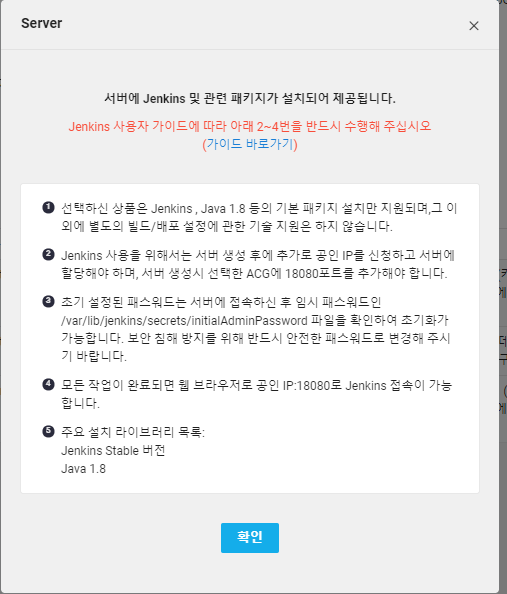 Server
×
서버에 Jenkins 및 관련 패키지가 설치되어 제공됩니다.
Jenkins 사용자 가이드에 따라 아래 2~4번을 반드시 수행해 주십시오
(가이드 바로가기)
1 선택하신 상품은 Jenkins , Java 1.8 등의 기본 패키지 설치만 지원되며,그 이
외에 별도의 빌드/배포 설정에 관한 기술 지원은 하지 않습니다.
2 Jenkins 사용을 위해서는 서버 생성 후에 추가로 공인 IP를 신청하고 서버에
할당해야 하며, 서버 생성시 선택한 ACG에 18080포트를 추가해야 합니다.
3 초기 설정된 패스워드는 서버에 접속하신 후 임시 패스워드인
/var/lib/jenkins/secrets/initialAdminPassword 파일을 확인하여 초기화가
가능합니다. 보안 침해 방지를 위해 반드시 안전한 패스워드로 변경해 주시
기 바랍니다.
4 모든 작업이 완료되면 웹 브라우저로 공인 IP:18080로 Jenkins 접속이 가능
합니다.
5 주요 설치 라이브러리 목록:
Jenkins Stable 버전
Java 1.8
확인